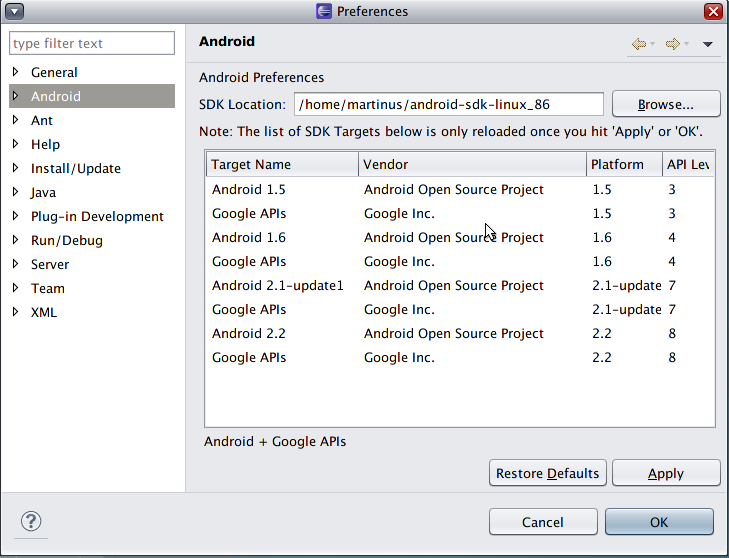 Preferences
type filter text
General
Android
Ant
Help
Install/Update
Java
Plug-in Development
Run/Debug
Server
Team
XML
Android
Android Preferences
SDK Location: /home/martinus/android-sdk-linux_86 Browse...
Note: The list of SDK Targets below is only reloaded once you hit 'Apply' or 'OK'.
Target Name Vendor Platform API Lev
Android 1.5 Android Open Source Project 1.5 3
Google APIs Google Inc. 1.5 3
Android 1.6 Android Open Source Project 1.6 4
Google APIs Google Inc. 1.6 4
Android 2.1-update1 Android Open Source Project 2.1-update 7
Google APIs Google Inc. 2.1-update 7
Android 2.2 Android Open Source Project 2.2 8
Google APIs Google Inc. 2.2 8
Android + Google APIs
Restore Defaults Apply
? Cancel OK